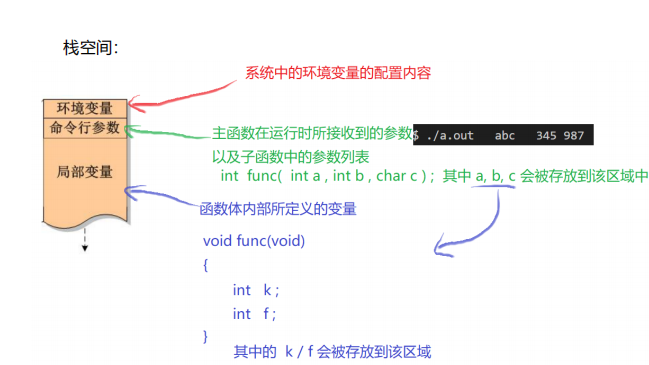 栈空间：
系统中的环境变量的配置内容
环境变量
命令行参数
主函数在运行时所接收到的参数 $ ./a.out abc 345 987
以及子函数中的参数列表
局部变量
int func( int a , int b , char c ) ; 其中 a, b, c 会被存放到该区域中
函数体内部所定义的变量
void func(void)
{
int k ;
int f ;
}
其中的 k / f 会被存放到该区域